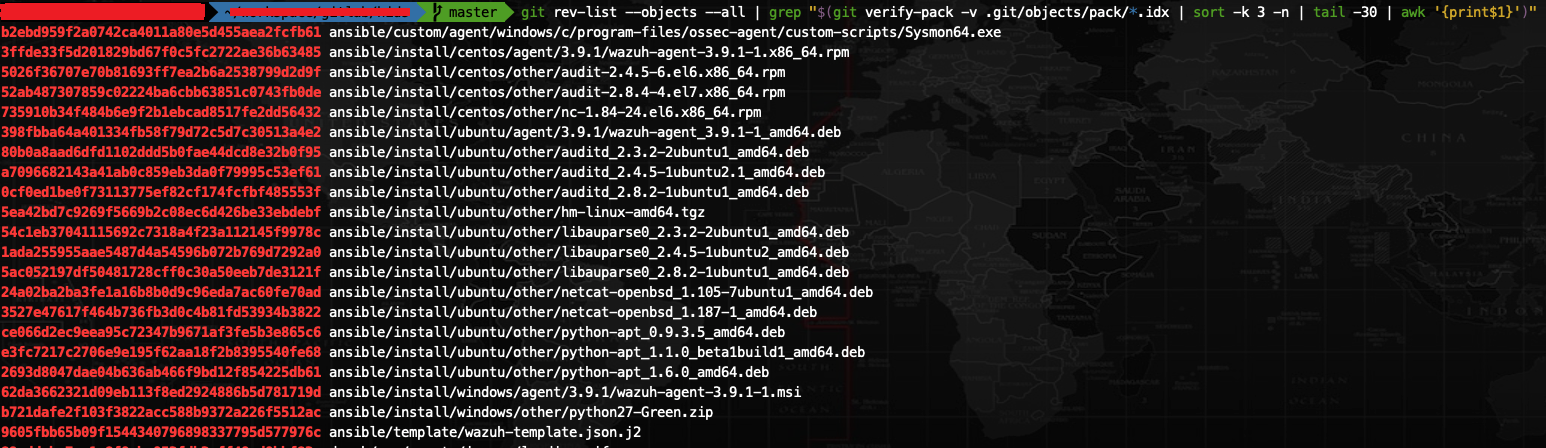 master git rev-list --objects --all | grep "$(git verify-pack -v .git/objects/pack/*.idx | sort -k 3 -n | tail -30 | awk '{print$1}')"
b2ebd959f2a0742ca4011a80e5d455aea2fcfb61 ansible/custom/agent/windows/c/program-files/ossec-agent/custom-scripts/Sysmon64.exe
3ffde33f5d201829bd67f0c5fc2722ae36b63485 ansible/install/centos/agent/3.9.1/wazuh-agent-3.9.1-1.x86_64.rpm
5026f36707e70b81693ff7ea2b6a2538799d2d9f ansible/install/centos/other/audit-2.4.5-6.el6.x86_64.rpm
52ab487307859c02224ba6cbb63851c0743fb0de ansible/install/centos/other/audit-2.8.4-4.el7.x86_64.rpm
735910b34f484b6e9f2b1ebcad8517fe2dd56432 ansible/install/centos/other/nc-1.84-24.el6.x86_64.rpm
398fbba64a401334fb58f79d72c5d7c30513a4e2 ansible/install/ubuntu/agent/3.9.1/wazuh-agent_3.9.1-1_amd64.deb
80b0a8aad6dfd1102ddd5b0fae44dcd8e32b0f95 ansible/install/ubuntu/other/auditd_2.3.2-2ubuntu1_amd64.deb
a7096682143a41ab0c859eb3da0f79995c53ef61 ansible/install/ubuntu/other/auditd_2.4.5-1ubuntu2.1_amd64.deb
0cf0ed1be0f73113775ef82cf174fcfbf485553f ansible/install/ubuntu/other/auditd_2.8.2-1ubuntu1_amd64.deb
5ea42bd7c9269f5669b2c08ec6d426be33ebdebf ansible/install/ubuntu/other/hm-linux-amd64.tgz
54c1eb37041115692c7318a4f23a112145f9978c ansible/install/ubuntu/other/libauparse0_2.3.2-2ubuntu1_amd64.deb
1ada255955aae5487d4a54596b072b769d7292a0 ansible/install/ubuntu/other/libauparse0_2.4.5-1ubuntu2_amd64.deb
5ac052197df50481728cff0c30a50eeb7de3121f ansible/install/ubuntu/other/libauparse0_2.8.2-1ubuntu1_amd64.deb
24a02ba2ba3fe1a16b8b0d9c96eda7ac60fe70ad ansible/install/ubuntu/other/netcat-openbsd_1.105-7ubuntu1_amd64.deb
3527e47617f464b736fb3d0c4b81fd53934b3822 ansible/install/ubuntu/other/netcat-openbsd_1.187-1_amd64.deb
ce066d2ec9eea95c72347b9671af3fe5b3e865c6 ansible/install/ubuntu/other/python-apt_0.9.3.5_amd64.deb
e3fc7217c2706e9e195f62aa18f2b8395540fe68 ansible/install/ubuntu/other/python-apt_1.1.0_beta1build1_amd64.deb
2693d8047dae04b636ab466f9bd12f854225db61 ansible/install/ubuntu/other/python-apt_1.6.0_amd64.deb
62da3662321d09eb113f8ed2924886b5d781719d ansible/install/windows/agent/3.9.1/wazuh-agent-3.9.1-1.msi
b721dafe2f103f3822acc588b9372a226f5512ac ansible/install/windows/other/python27-Green.zip
9605fbb65b09f1544340796898337795d577976c ansible/template/wazuh-template.json.j2